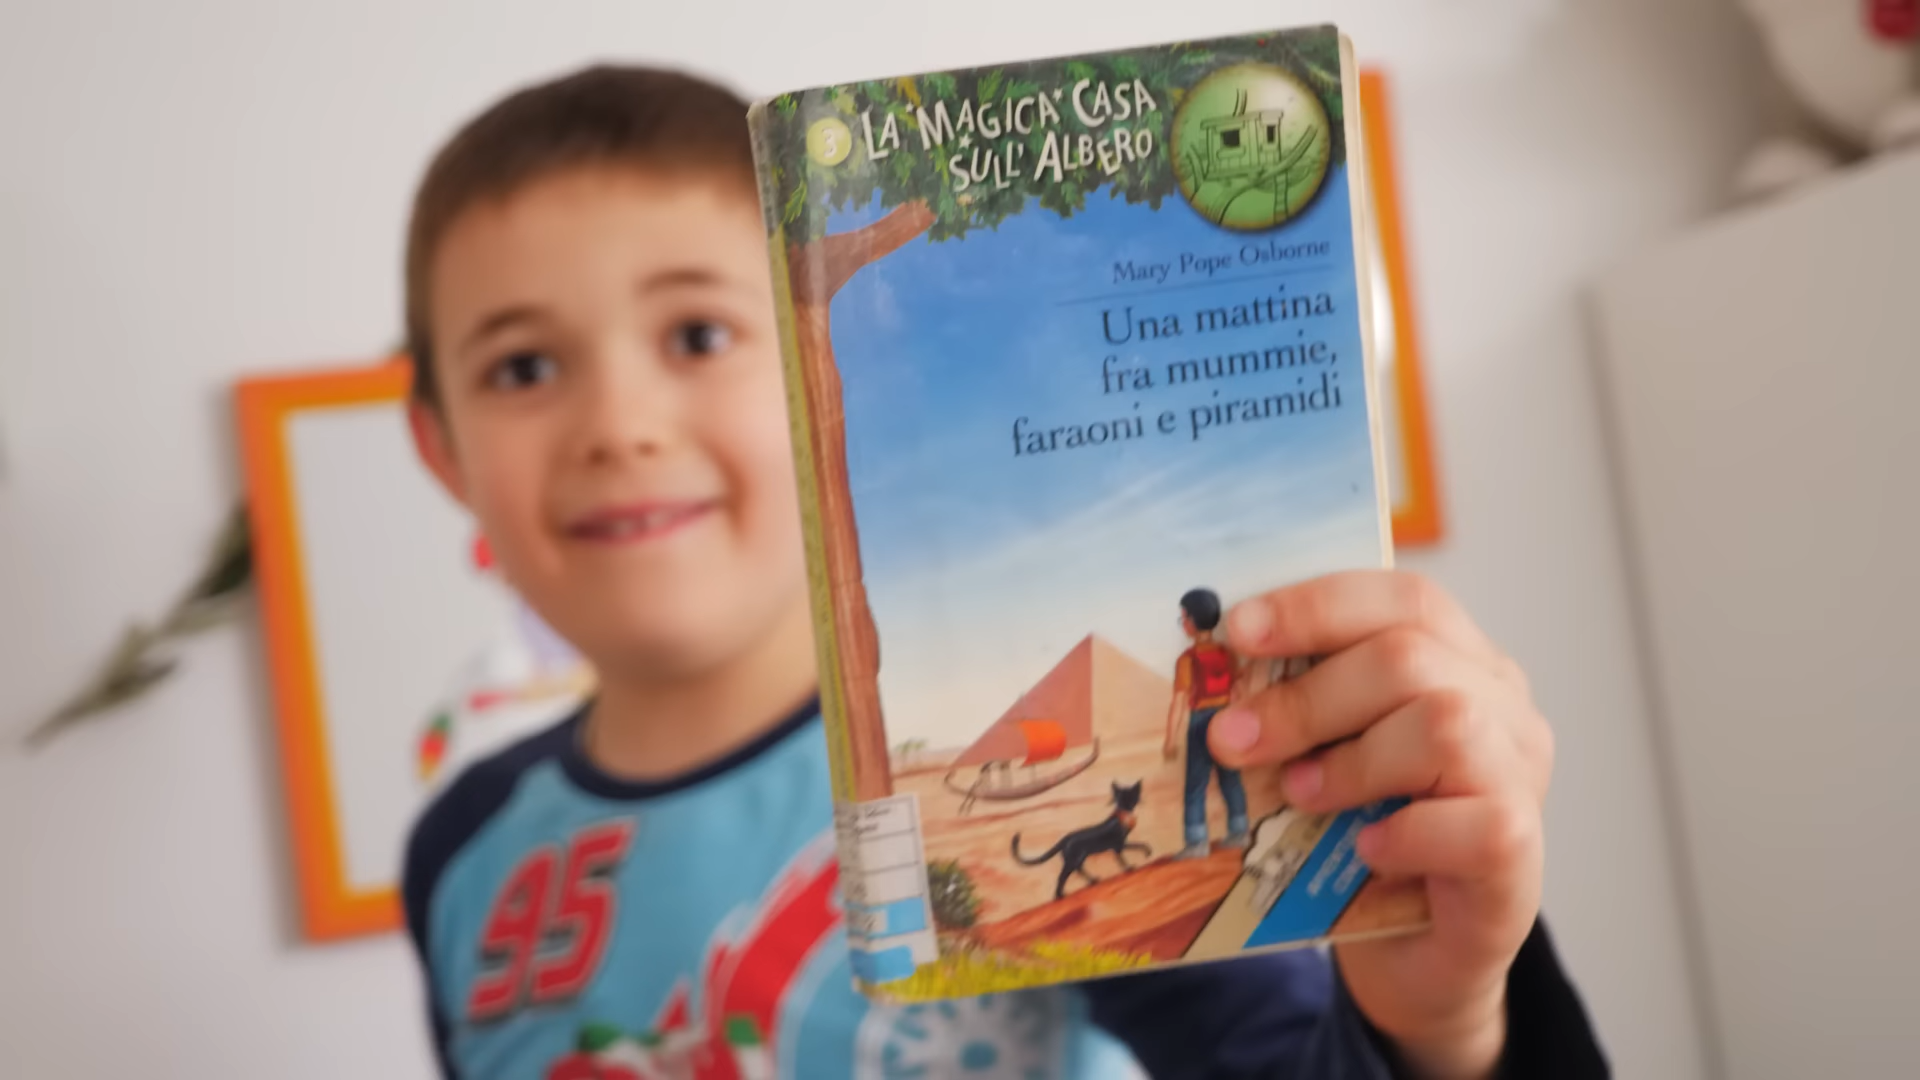 3
LA MAGICA CASA
SULL' ALBERO
Mary Pope Osborne
Una mattina
fra mummie,
faraoni e piramidi
95